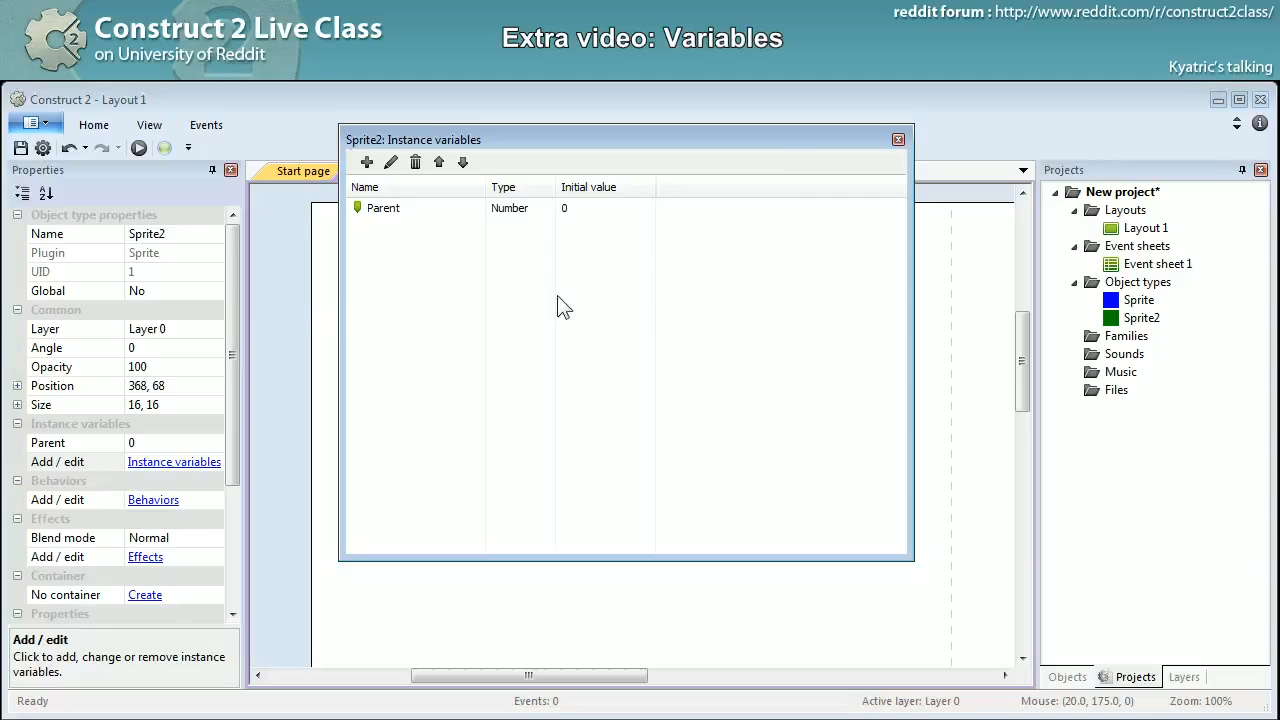 Construct 2 Live Class
on University of Reddit
Extra video: Variables
reddit forum : http://www.reddit.com/r/construct2class/
Kyatric's talking
Construct 2 - Layout 1
Home View Events
Properties
Start page
Object type properties
Name Sprite2
Plugin Sprite
UID 1
Global No
Common
Layer Layer 0
Angle 0
Opacity 100
Position 368, 68
Size 16, 16
Instance variables
Parent 0
Add / edit Instance variables
Behaviors
Add / edit Behaviors
Effects
Blend mode Normal
Add / edit Effects
Container
No container Create
Properties
Add / edit
Click to add, change or remove instance
variables.
Sprite2: Instance variables
Name Type Initial value
Parent Number 0
Projects
New project*
Layouts
Layout 1
Event sheets
Event sheet 1
Object types
Sprite
Sprite2
Families
Sounds
Music
Files
Objects Projects Layers
Ready Events: 0 Active layer: Layer 0 Mouse: (20.0, 175.0, 0) Zoom: 100%